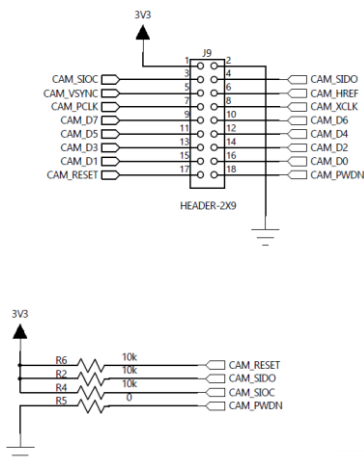 3V3
J9
1 2
CAM_SIOC 3 4 CAM_SIDO
CAM_VSYNC 5 6 CAM_HREF
CAM_PCLK 7 8 CAM_XCLK
CAM_D7 9 10 CAM_D6
CAM_D5 11 12 CAM_D4
CAM_D3 13 14 CAM_D2
CAM_D1 15 16 CAM_D0
CAM_RESET 17 18 CAM_PWDN
HEADER-2X9
3V3
R6 10k CAM_RESET
R2 10k CAM_SIDO
R4 10k CAM_SIOC
R5 0 CAM_PWDN